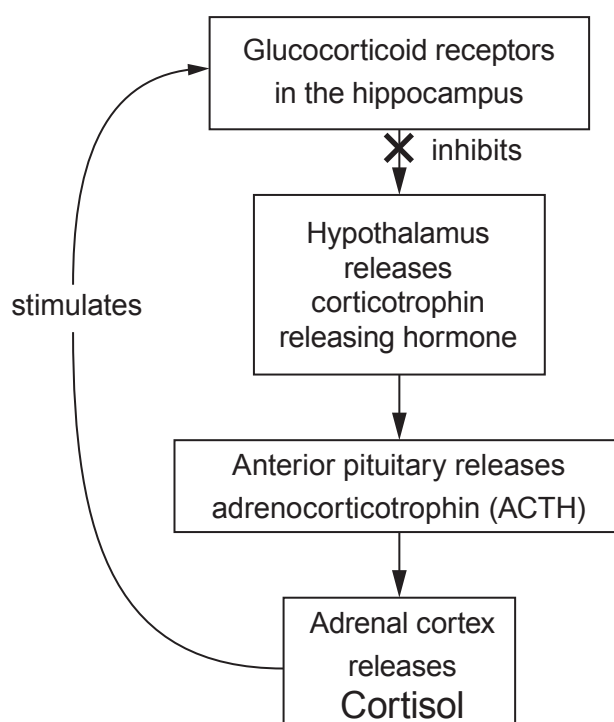 Glucocorticoid receptors
in the hippocampus
inhibits
Hypothalamus
releases
corticotrophin
releasing hormone
stimulates
Anterior pituitary releases
adrenocorticotrophin (ACTH)
Adrenal cortex
releases
Cortisol